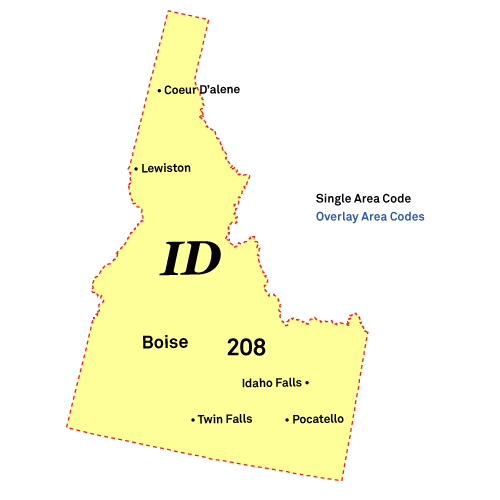 Coeur D'alene
Lewiston
Single Area Code
Overlay Area Codes
ID
Boise
208
Idaho Falls
Twin Falls
Pocatello